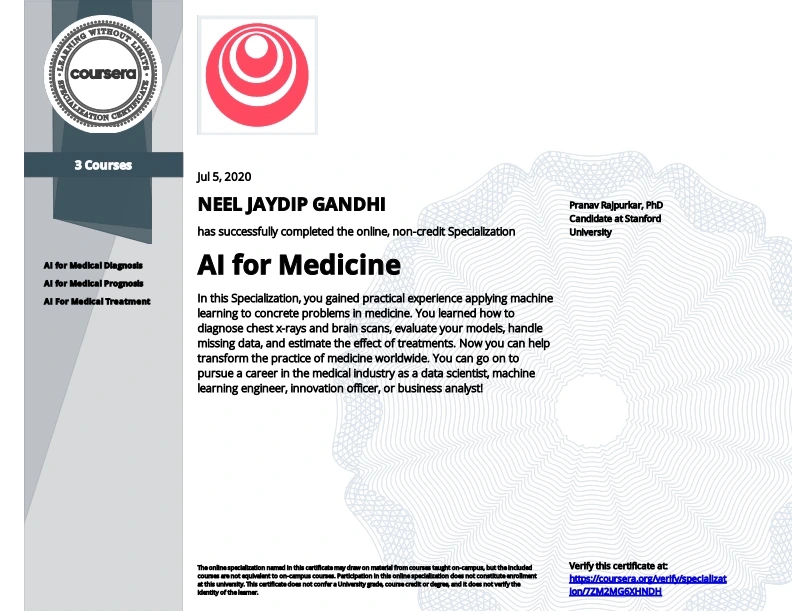 LEARNING WITHOUT LIMITS
coursera
SPECIALIZATION CERTIFICATE
3 Courses
AI for Medical Diagnosis
AI for Medical Prognosis
AI For Medical Treatment
Jul 5, 2020
NEEL JAYDIP GANDHI
has successfully completed the online, non-credit Specialization
AI for Medicine
In this Specialization, you gained practical experience applying machine
learning to concrete problems in medicine. You learned how to
diagnose chest x-rays and brain scans, evaluate your models, handle
missing data, and estimate the effect of treatments. Now you can help
transform the practice of medicine worldwide. You can go on to
pursue a career in the medical industry as a data scientist, machine
learning engineer, innovation officer, or business analyst!
Pranav Rajpurkar, PhD
Candidate at Stanford
University
The online specialization named in this certificate may draw on material from courses taught on-campus, but the included
courses are not equivalent to on-campus courses. Participation in this online specialization does not constitute enrollment
at this university. This certificate does not confer a University grade, course credit or degree, and it does not verify the
identity of the learner.
Verify this certificate at:
https://coursera.org/verify/specializat
ion/7ZM2MG6XHNDH